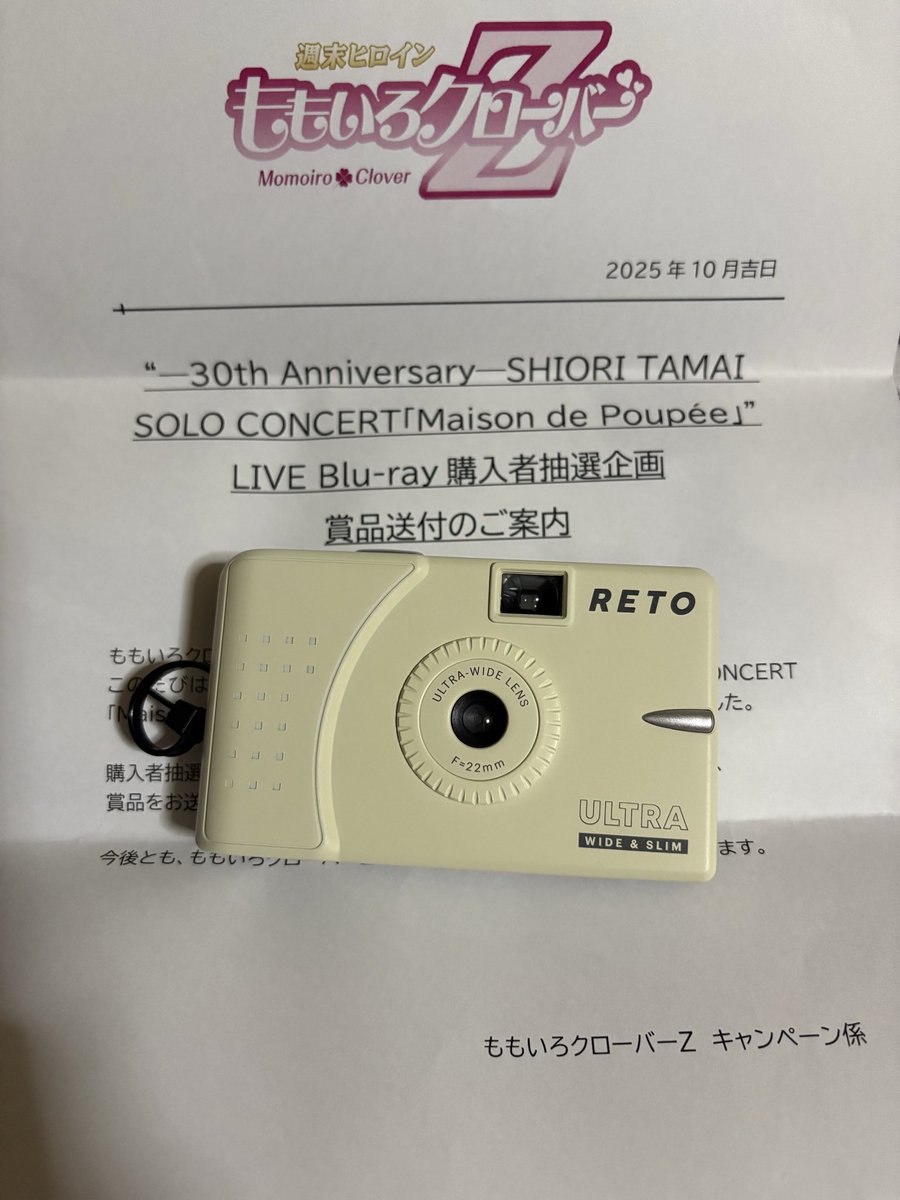 週末ヒロイン
ももいろクローバーZ
Momoiro Clover
2025年10月吉日
“―30th Anniversary―SHIORI TAMAI
SOLO CONCERT「Maison de Poupée」”
LIVE Blu-ray 購入者抽選企画
賞品送付のご案内
RETO
ULTRA-WIDE LENS
F=22mm
ULTRA
WIDE & SLIM
ももいろクロ
CONCERT
このたびは
した。
購入者抽選
賞品をお送
今後とも、ももいろクローバー
ます。
ももいろクローバーZ キャンペーン係